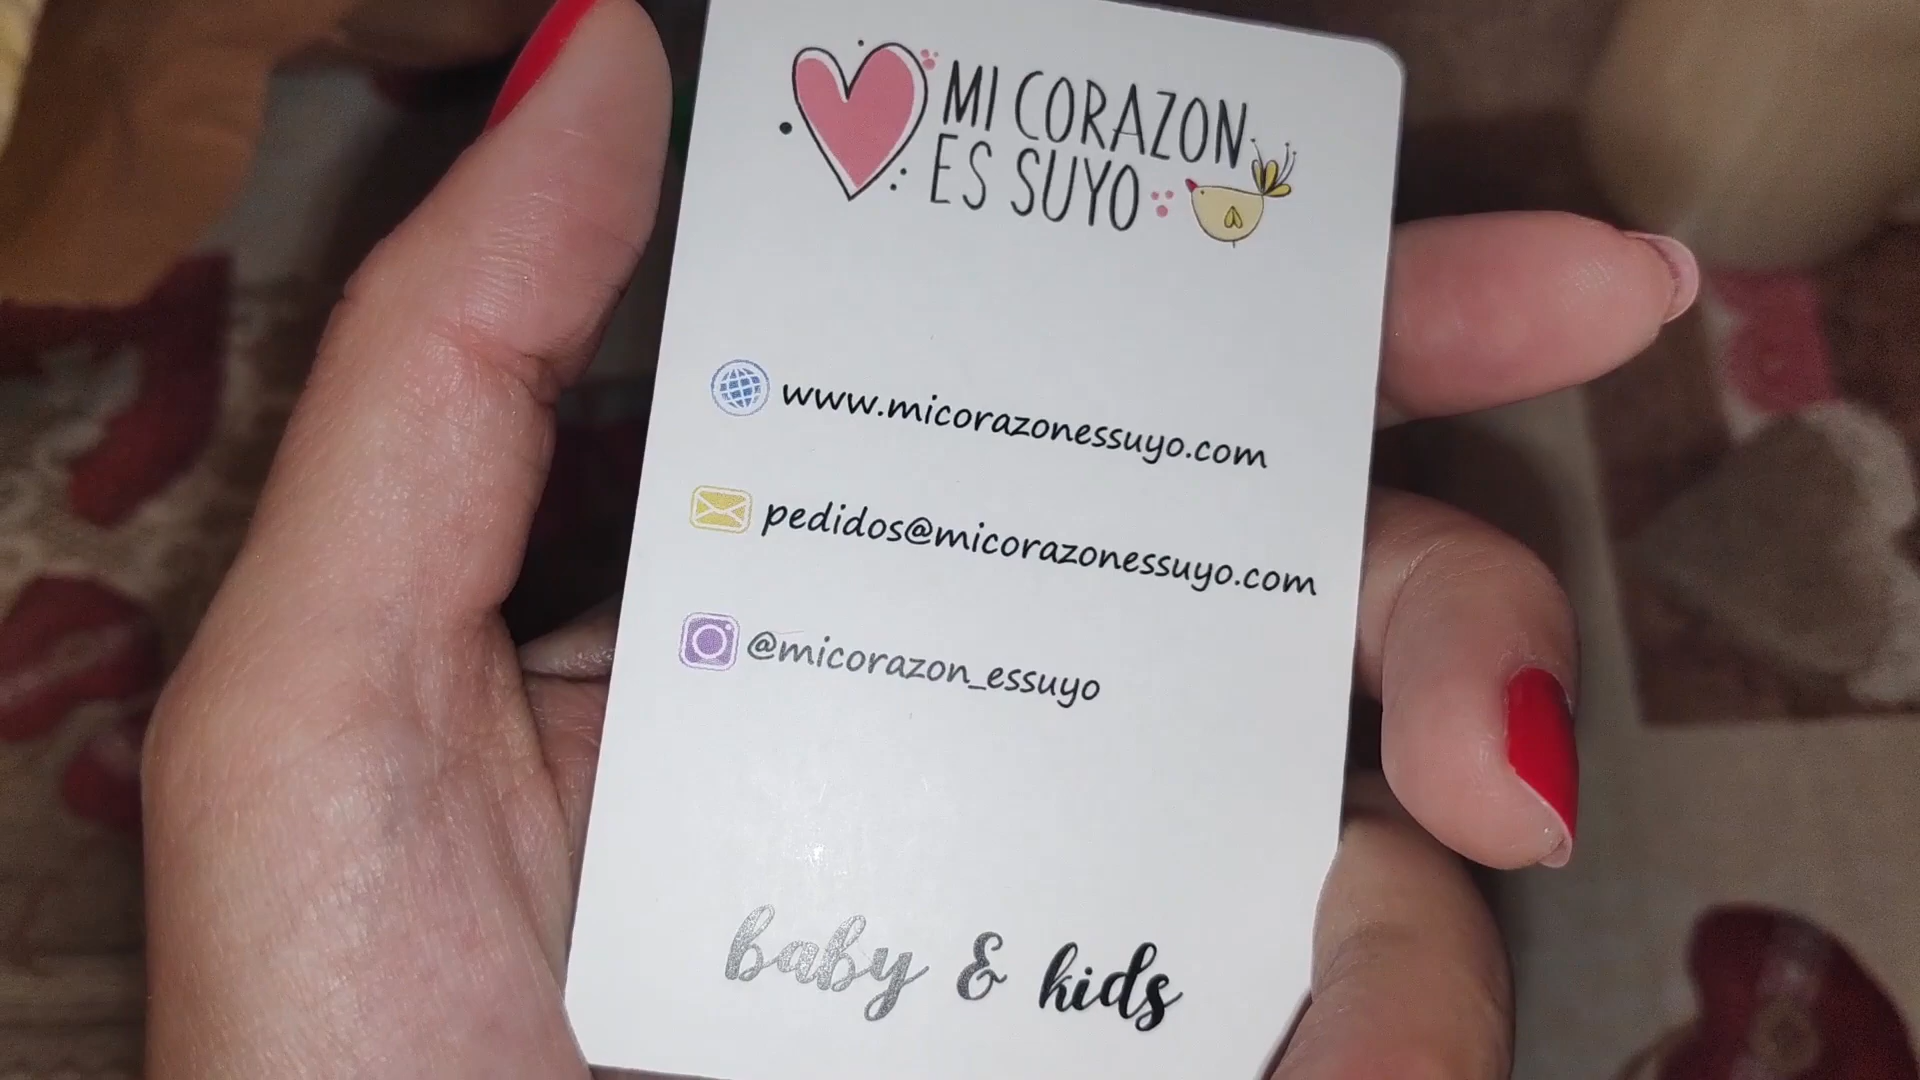 MI CORAZON
ES SUYO
www.micorazonessuyo.com
pedidos@micorazonessuyo.com
@micorazon_essuyo
baby & kids